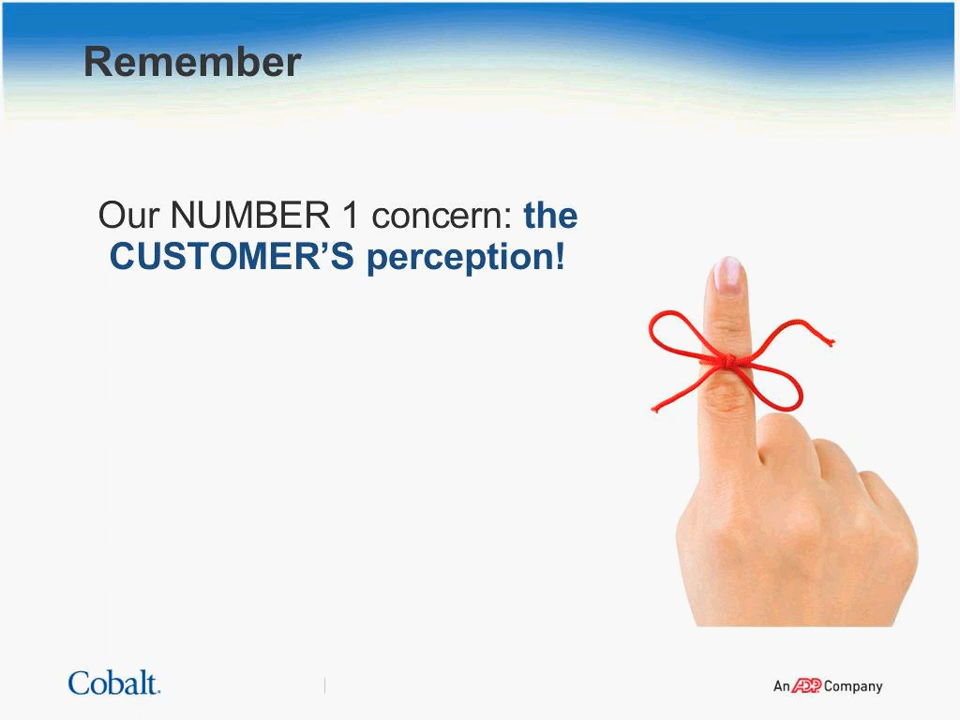 Remember
Our NUMBER 1 concern: the
CUSTOMER’S perception!
Cobalt.
An ADP Company